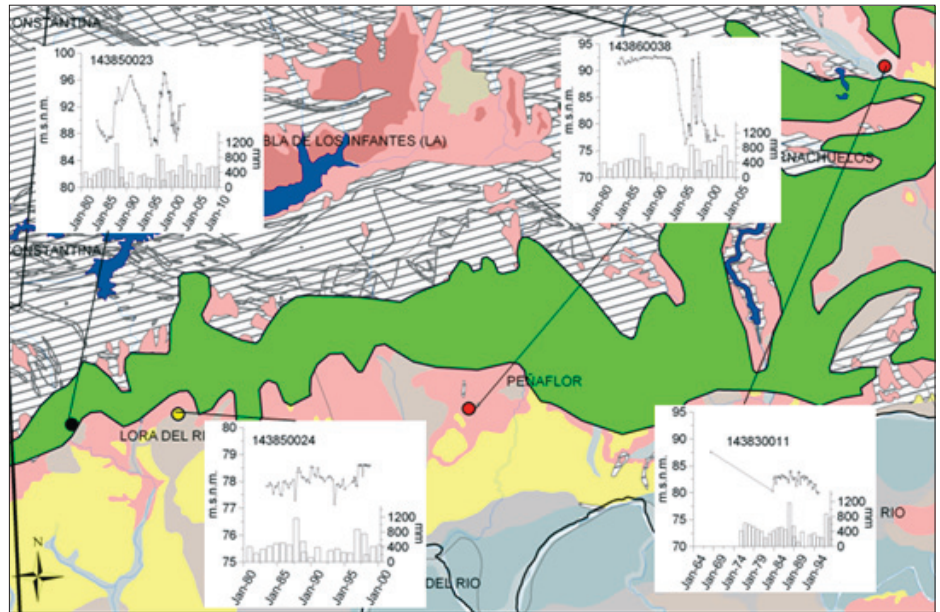 ONSTANTINA
143850023
100
96
92
88
84
80
m.s.n.m.
1200
800
400
0
mm
Jan-80
Jan-85
Jan-90
Jan-95
Jan-00
Jan-05
Jan-10
143860038
95
90
85
80
75
70
m.s.n.m.
1200
800
400
0
mm
Jan-80
Jan-85
Jan-90
Jan-95
Jan-00
Jan-05
BLA DE LOS INFANTES (LA)
NACHUELOS
ONSTANTINA
PEÑAFLOR
LORA DEL RI
143850024
80
79
78
77
76
75
m.s.n.m.
1200
800
400
0
mm
Jan-80
Jan-85
Jan-90
Jan-95
Jan-00
143830011
95
90
85
80
75
70
m.s.n.m.
1200
800
400
0
mm
Jan-64
Jan-69
Jan-74
Jan-79
Jan-84
Jan-89
Jan-94
RIO
DEL RIO
N